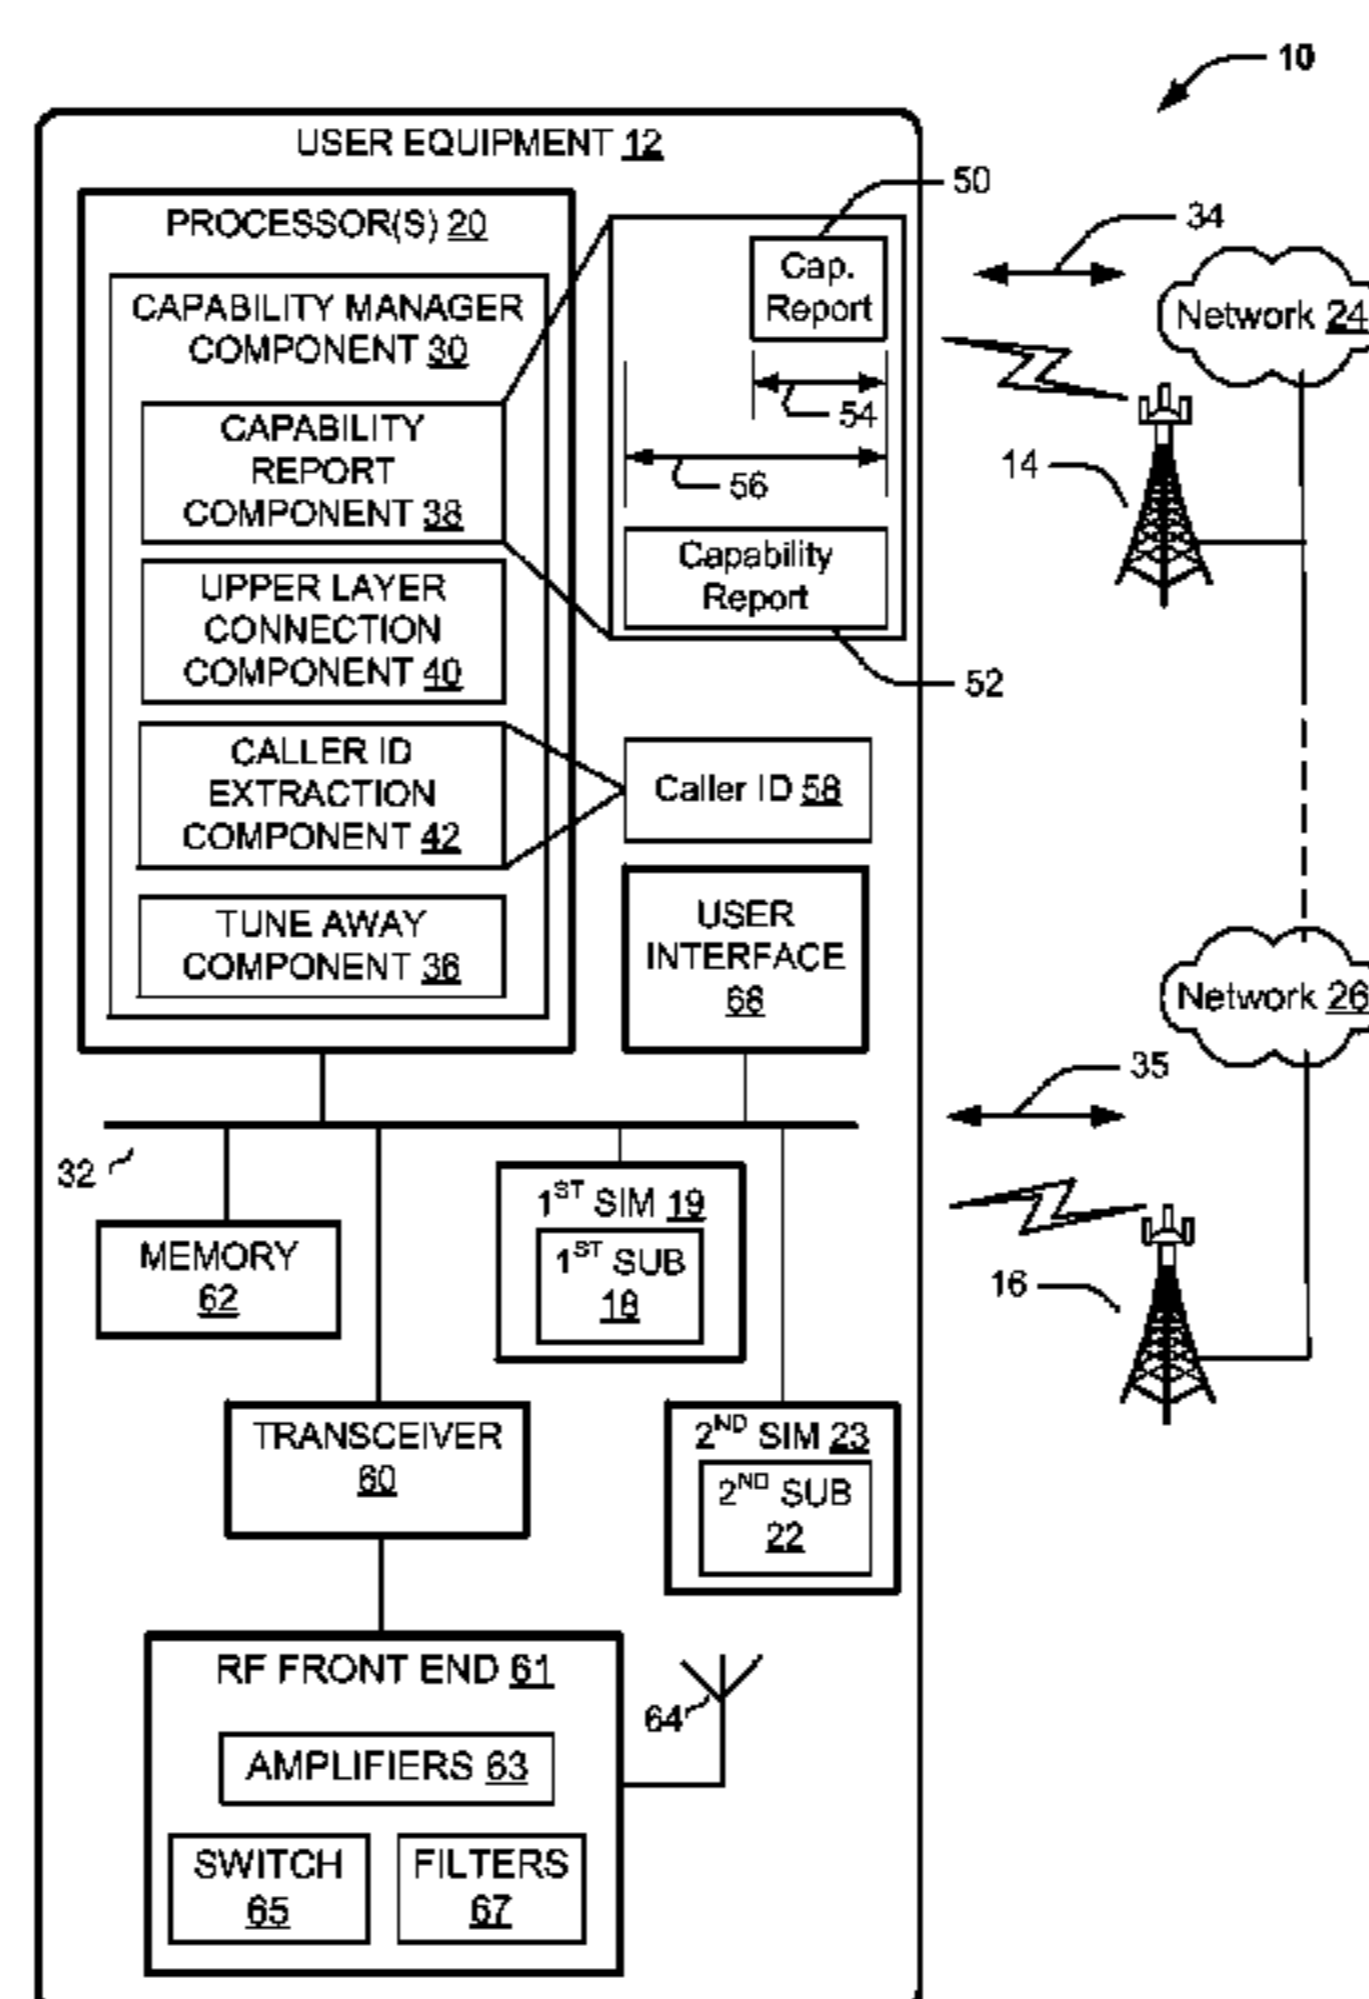 10
USER EQUIPMENT 12
PROCESSOR(S) 20
CAPABILITY MANAGER
COMPONENT 30
CAPABILITY
REPORT
COMPONENT 38
UPPER LAYER
CONNECTION
COMPONENT 40
CALLER ID
EXTRACTION
COMPONENT 42
TUNE AWAY
COMPONENT 36
50
Cap.
Report
54
56
Capability
Report
52
Caller ID 58
USER
INTERFACE
68
34
Network 24
14
Network 26
35
16
32
MEMORY
62
1ST SIM 19
1ST SUB
18
TRANSCEIVER
60
2ND SIM 23
2ND SUB
22
RF FRONT END 61
AMPLIFIERS 63
SWITCH
65
FILTERS
67
64